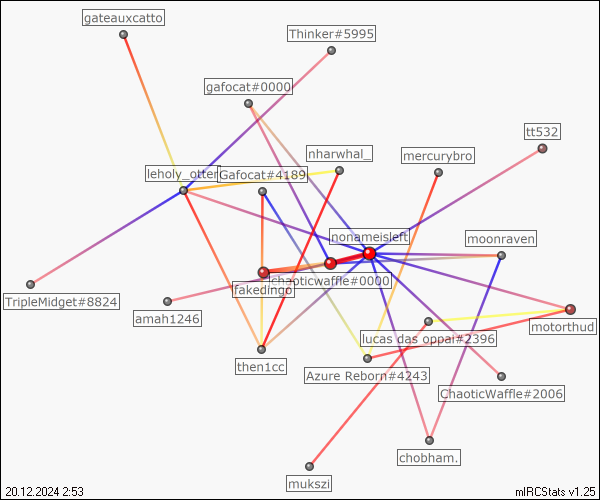 gateauxcatto
Thinker#5995
gafocat#0000
tt532
nharwhal_
mercurybro
leholy_otter
Gafocat#4189
nonameisleft
moonraven
chaoticwaffle#0000
TripleMidget#8824
fakedingo
amah1246
motorthud
lucas das oppai#2396
then1cc
Azure Reborn#4243
ChaoticWaffle#2006
chobham.
mukszi
20.12.2024 2:53
mIRCStats v1.25